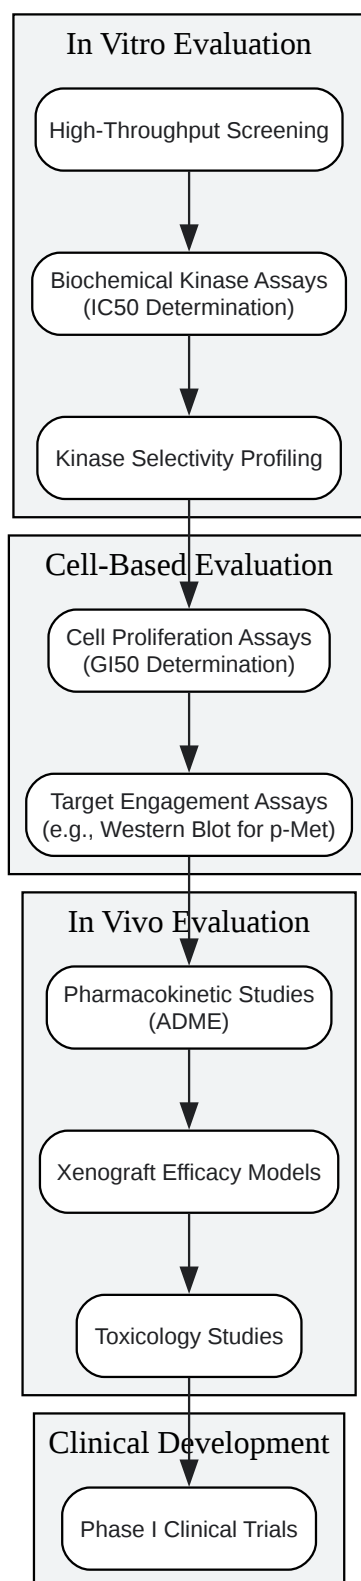 In Vitro Evaluation
High-Throughput Screening
Biochemical Kinase Assays
(IC50 Determination)
Kinase Selectivity Profiling
Cell-Based Evaluation
Cell Proliferation Assays
(GI50 Determination)
Target Engagement Assays
(e.g., Western Blot for p-Met)
In Vivo Evaluation
Pharmacokinetic Studies
(ADME)
Xenograft Efficacy Models
Toxicology Studies
Clinical Development
Phase I Clinical Trials